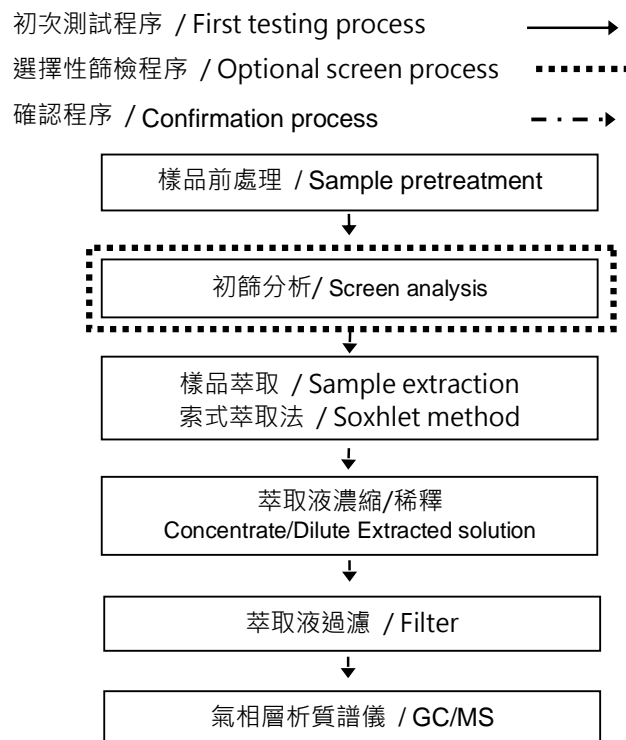 初次測試程序 / First testing process
選擇性篩檢程序 / Optional screen process
確認程序 / Confirmation process
樣品前處理 / Sample pretreatment
初篩分析/ Screen analysis
樣品萃取 / Sample extraction
索式萃取法 / Soxhlet method
萃取液濃縮/稀釋
Concentrate/Dilute Extracted solution
萃取液過濾 / Filter
氣相層析質譜儀 / GC/MS